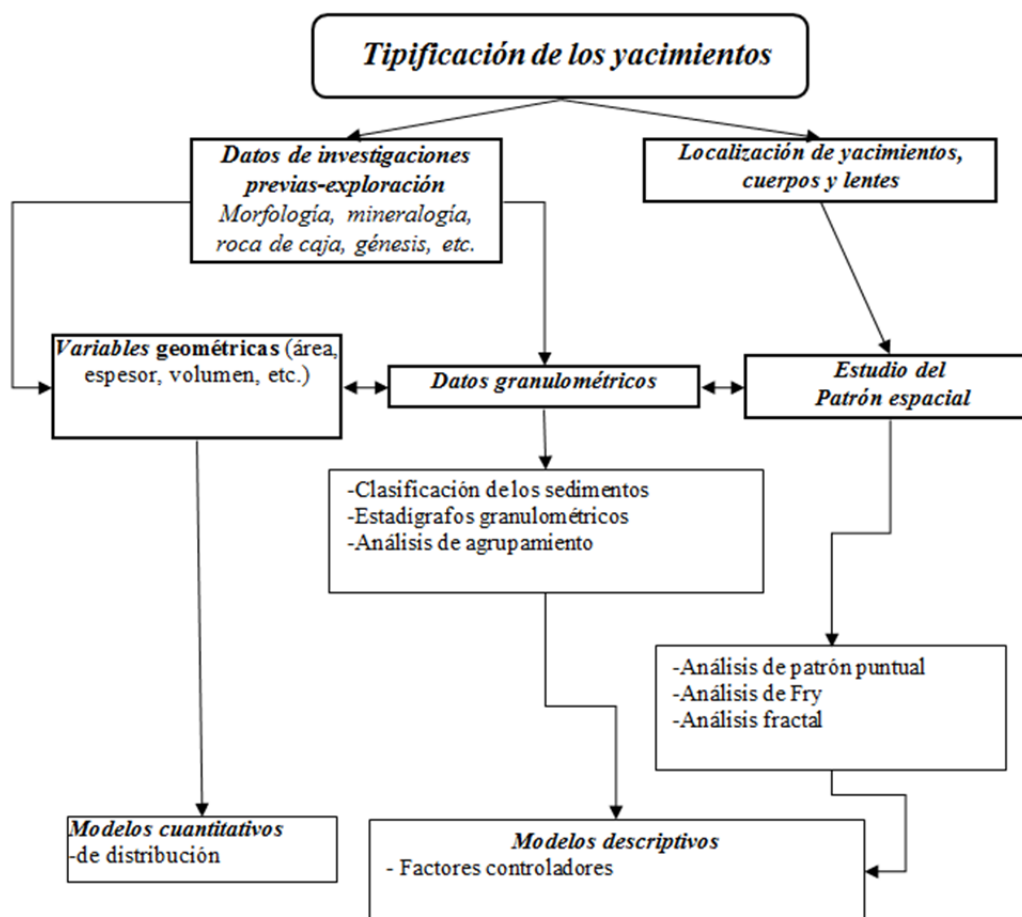 Tipificación de los yacimientos
Datos de investigaciones
previas-exploración
Morfología, mineralogía,
roca de caja, génesis, etc.
Localización de yacimientos,
cuerpos y lentes
Variables geométricas (área,
espesor, volumen, etc.)
Datos granulométricos
Estudio del
Patrón espacial
-Clasificación de los sedimentos
-Estadígrafos granulométricos
-Análisis de agrupamiento
-Análisis de patrón puntual
-Análisis de Fry
-Análisis fractal
Modelos cuantitativos
-de distribución
Modelos descriptivos
- Factores controladores